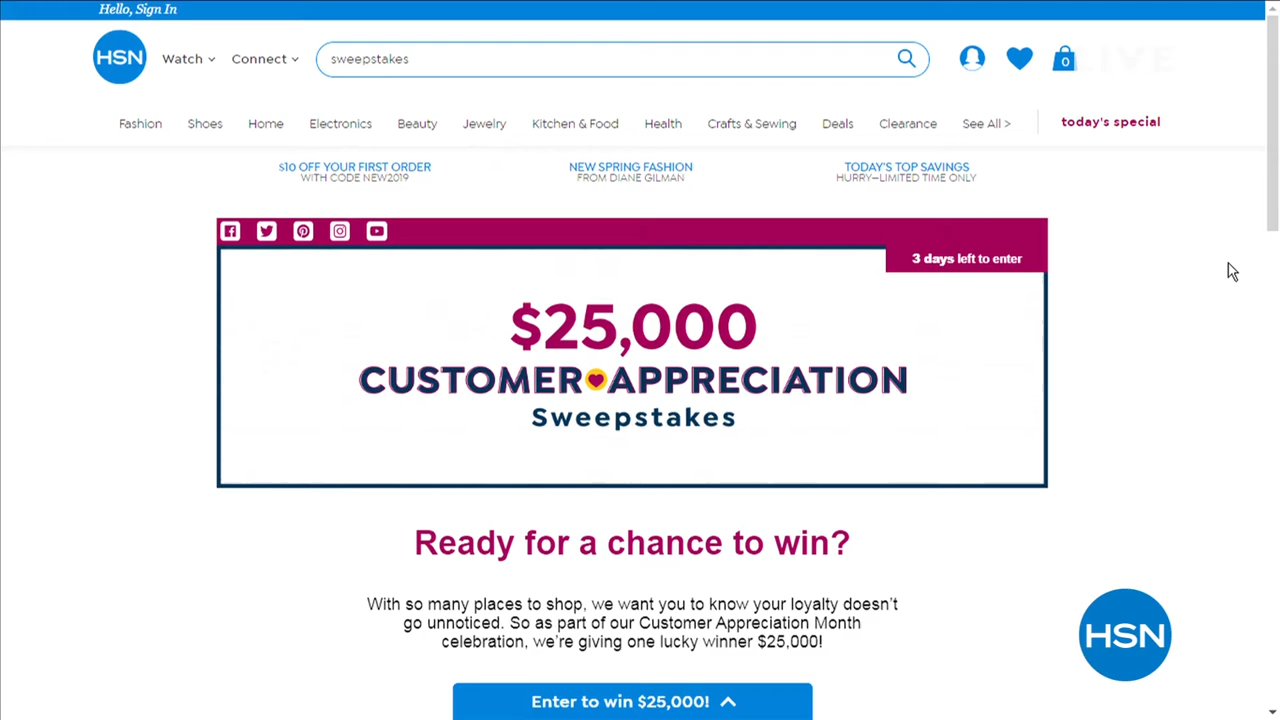 Hello, Sign In
HSN
Watch
Connect
sweepstakes
0
LIVE
Fashion
Shoes
Home
Electronics
Beauty
Jewelry
Kitchen & Food
Health
Crafts & Sewing
Deals
Clearance
See All >
today's special
$10 OFF YOUR FIRST ORDER
WITH CODE NEW2019
NEW SPRING FASHION
FROM DIANE GILMAN
TODAY'S TOP SAVINGS
HURRY—LIMITED TIME ONLY
3 days left to enter
$25,000
CUSTOMER APPRECIATION
Sweepstakes
Ready for a chance to win?
With so many places to shop, we want you to know your loyalty doesn't
go unnoticed. So as part of our Customer Appreciation Month
celebration, we're giving one lucky winner $25,000!
Enter to win $25,000!
HSN